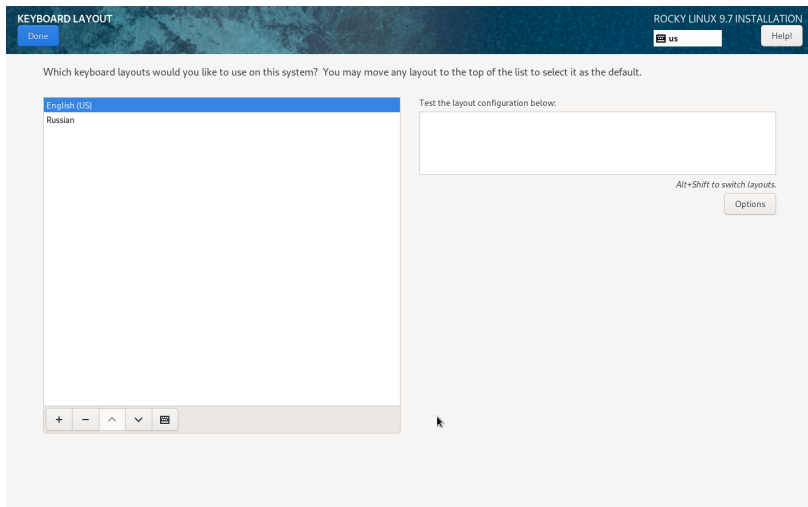 KEYBOARD LAYOUT
ROCKY LINUX 9.7 INSTALLATION
Done
us
Help!
Which keyboard layouts would you like to use on this system? You may move any layout to the top of the list to select it as the default.
English (US)
Russian
Test the layout configuration below:
Alt+Shift to switch layouts.
Options